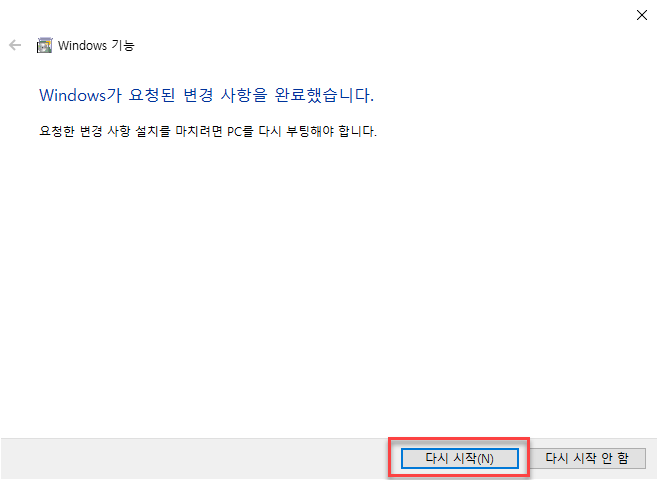 Windows 기능
Windows가 요청된 변경 사항을 완료했습니다.
요청한 변경 사항 설치를 마치려면 PC를 다시 부팅해야 합니다.
다시 시작(N)
다시 시작 안 함